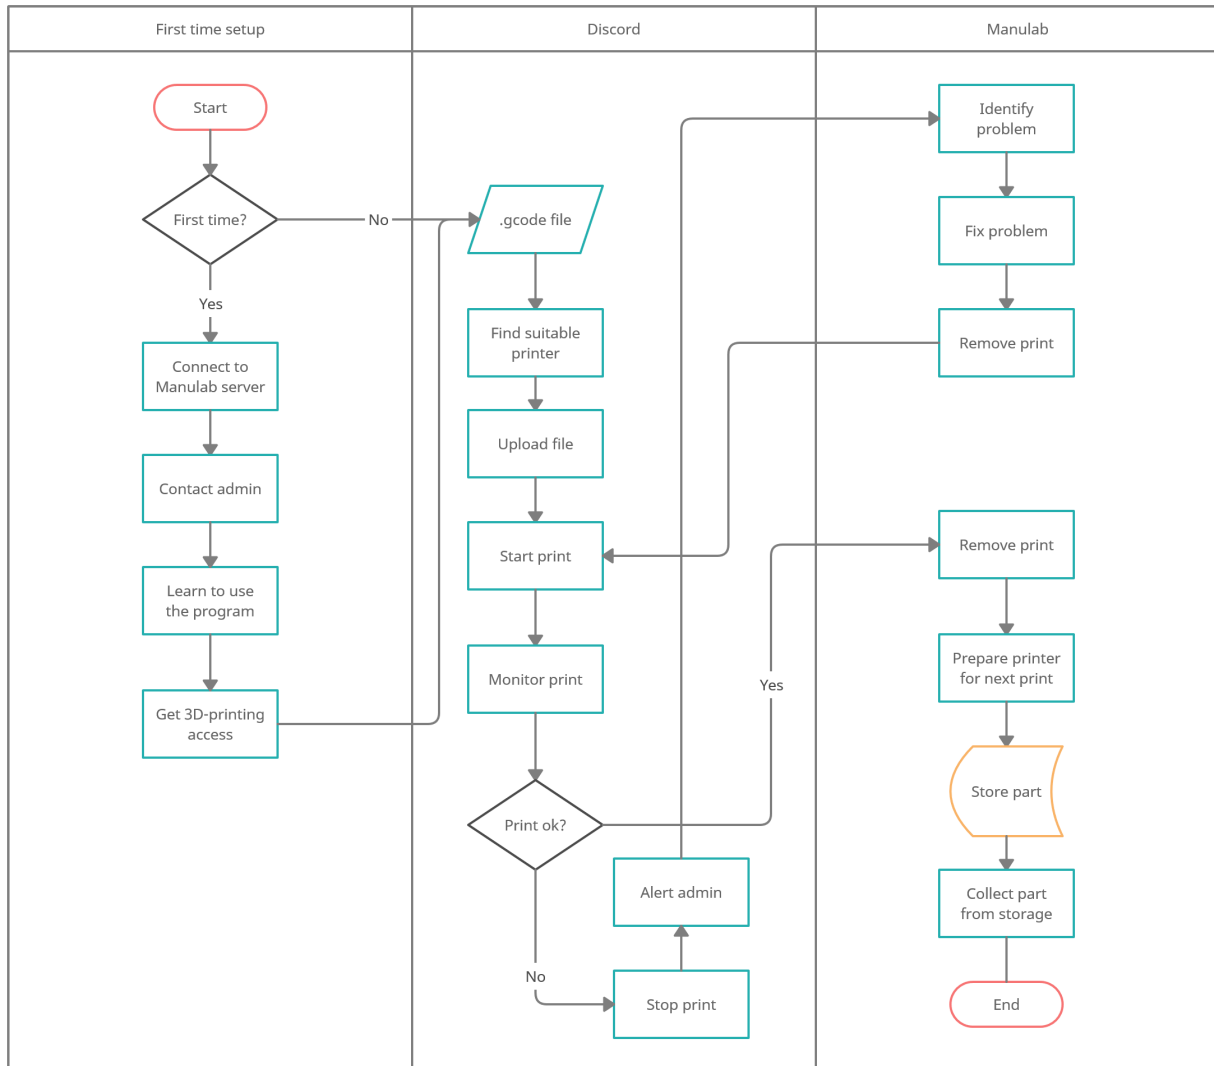 First time setup
Discord
Manulab
Start
First time?
No
Yes
Connect to
Manulab server
Contact admin
Learn to use
the program
Get 3D-printing
access
.gcode file
Find suitable
printer
Upload file
Start print
Monitor print
Print ok?
Yes
No
Stop print
Alert admin
Identify
problem
Fix problem
Remove print
Remove print
Prepare printer
for next print
Store part
Collect part
from storage
End